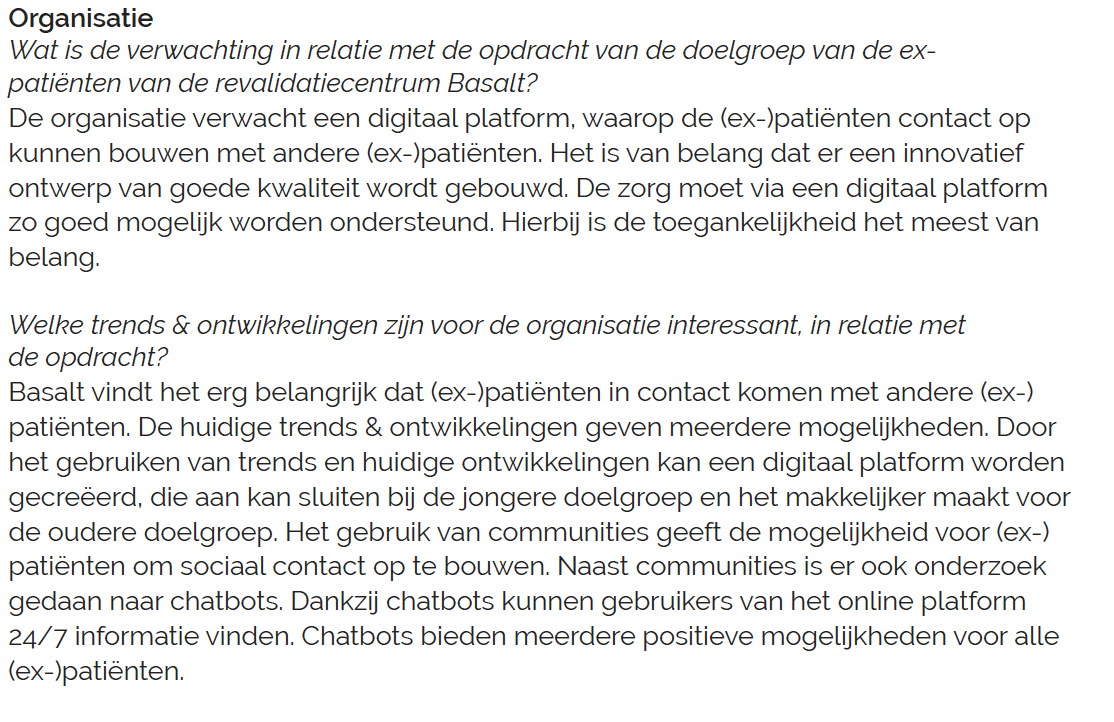 Organisatie
Wat is de verwachting in relatie met de opdracht van de doelgroep van de ex-
patiënten van de revalidatiecentrum Basalt?
De organisatie verwacht een digitaal platform, waarop de (ex-)patiënten contact op
kunnen bouwen met andere (ex-)patiënten. Het is van belang dat er een innovatief
ontwerp van goede kwaliteit wordt gebouwd. De zorg moet via een digitaal platform
zo goed mogelijk worden ondersteund. Hierbij is de toegankelijkheid het meest van
belang.
Welke trends & ontwikkelingen zijn voor de organisatie interessant, in relatie met
de opdracht?
Basalt vindt het erg belangrijk dat (ex-)patiënten in contact komen met andere (ex-)
patiënten. De huidige trends & ontwikkelingen geven meerdere mogelijkheden. Door
het gebruiken van trends en huidige ontwikkelingen kan een digitaal platform worden
gecreëerd, die aan kan sluiten bij de jongere doelgroep en het makkelijker maakt voor
de oudere doelgroep. Het gebruik van communities geeft de mogelijkheid voor (ex-)
patiënten om sociaal contact op te bouwen. Naast communities is er ook onderzoek
gedaan naar chatbots. Dankzij chatbots kunnen gebruikers van het online platform
24/7 informatie vinden. Chatbots bieden meerdere positieve mogelijkheden voor alle
(ex-)patiënten.